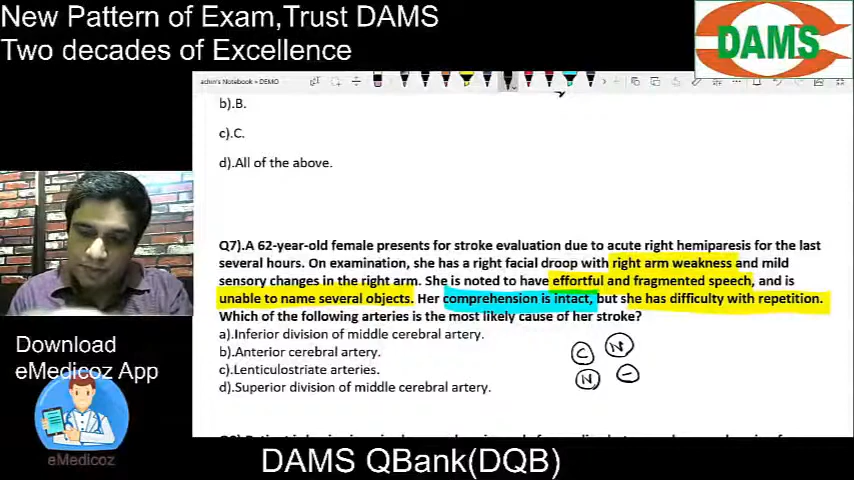 New Pattern of Exam,Trust DAMS
Two decades of Excellence
DAMS
achin's Notebook » DEMO
b).B.
c).C.
d).All of the above.
Q7).A 62-year-old female presents for stroke evaluation due to acute right hemiparesis for the last
several hours. On examination, she has a right facial droop with right arm weakness and mild
sensory changes in the right arm. She is noted to have effortful and fragmented speech, and is
unable to name several objects. Her comprehension is intact, but she has difficulty with repetition.
Which of the following arteries is the most likely cause of her stroke?
a).Inferior division of middle cerebral artery.
b).Anterior cerebral artery.
c).Lenticulostriate arteries.
d).Superior division of middle cerebral artery.
C N
N -
Download
eMedicoz App
eMedicoz
DAMS QBank(DQB)